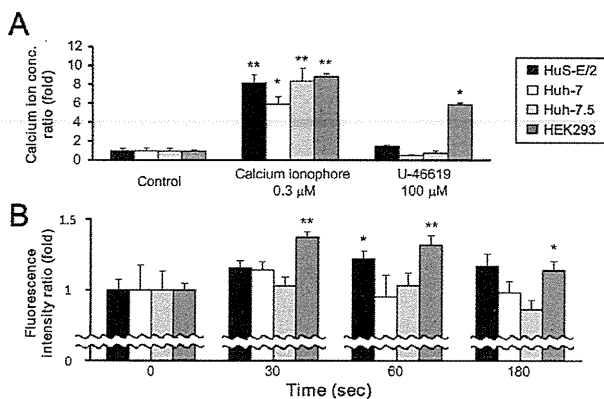 A
Calcium ion conc.
ratio (fold)
12
10
8
6
4
2
0
** * ** **
*
Control
Calcium ionophore
0.3 µM
U-46619
100 µM
HuS-E/2
Huh-7
Huh-7.5
HEK293
B
Fluorescence
intensity ratio (fold)
1.5
1
0
**
* **
*
0 30 60 180
Time (sec)